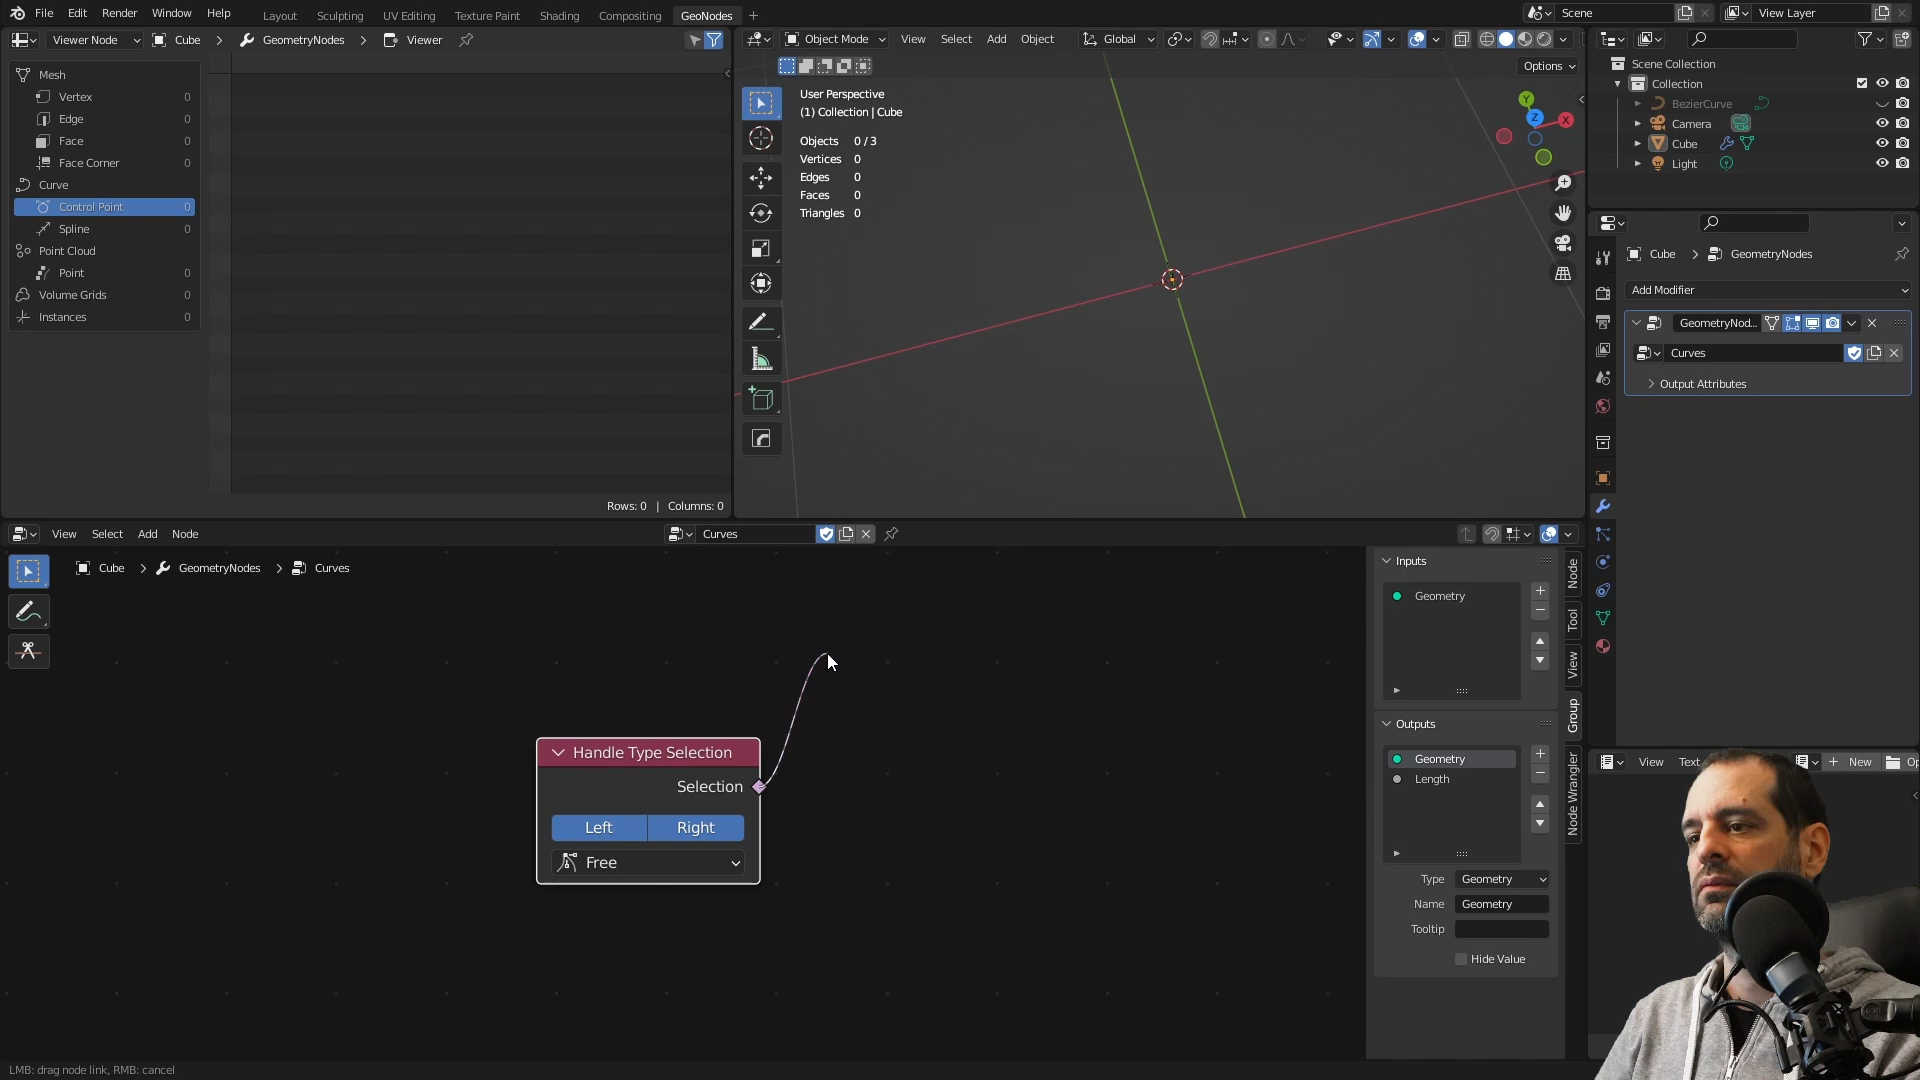 File Edit Render Window Help Layout Sculpting UV Editing Texture Paint Shading Compositing GeoNodes Scene View Layer
Viewer Node Cube GeometryNodes Viewer
Mesh
Vertex 0
Edge 0
Face 0
Face Corner 0
Curve
Control Point 0
Spline 0
Point Cloud
Point 0
Volume Grids 0
Instances 0
Rows: 0 | Columns: 0
Object Mode View Select Add Object Global
Options
User Perspective
(1) Collection | Cube
Objects 0 / 3
Vertices 0
Edges 0
Faces 0
Triangles 0
Y
Z
X
Scene Collection
Collection
BezierCurve
Camera
Cube
Light
Cube GeometryNodes
Add Modifier
GeometryNod...
Curves
Output Attributes
View Select Add Node Curves
Cube GeometryNodes Curves
Handle Type Selection
Selection
Left Right
Free
Inputs
Geometry
Outputs
Geometry
Length
Type Geometry
Name Geometry
Tooltip
Hide Value
Node
Tool
View
Group
Node Wrangler
View Text New Op
LMB: drag node link, RMB: cancel